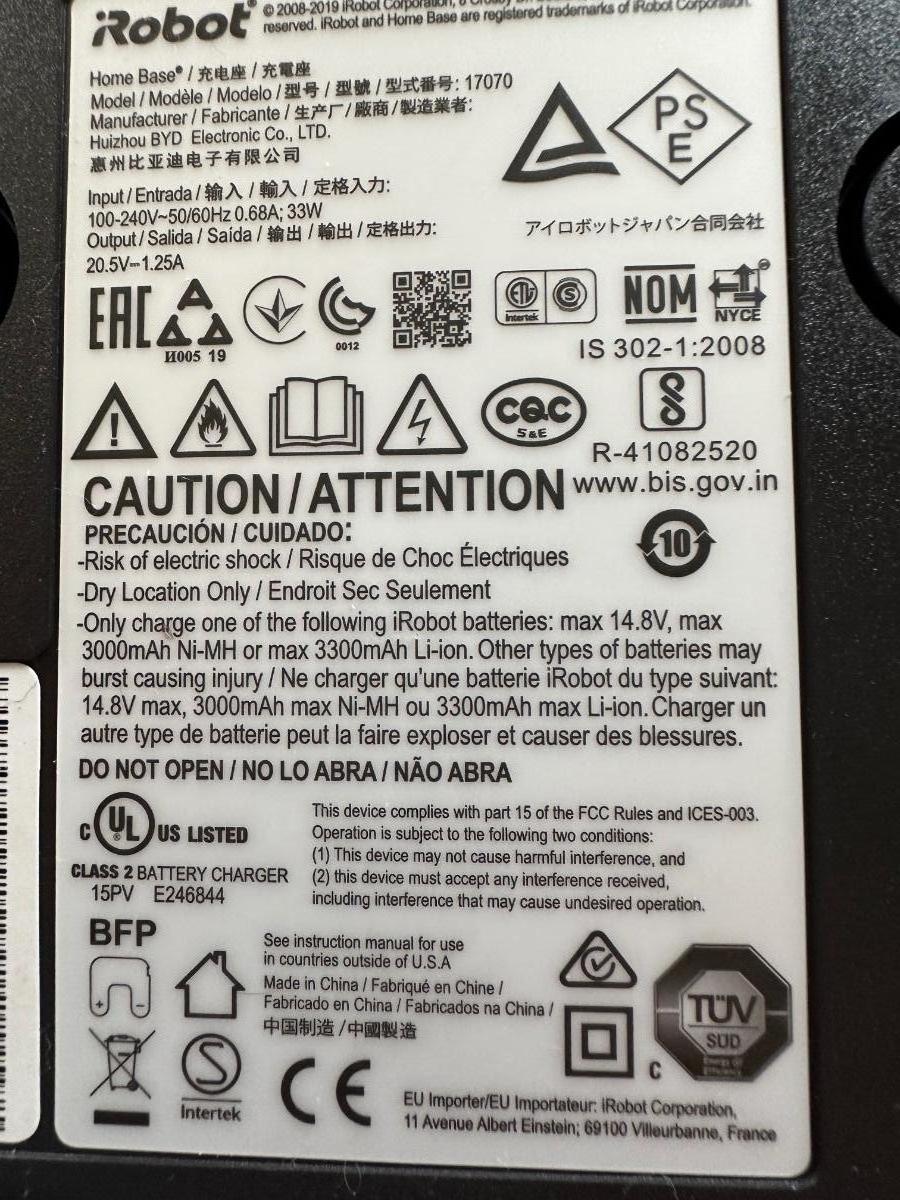 iRobot®
© 2008-2019 iRobot Corporation, 8 Crosby
reserved. iRobot and Home Base are registered trademarks of iRobot Corporation.
Home Base® / 充电座 / 充電座
Model / Modèle / Modelo / 型号 / 型號 / 型式番号: 17070
Manufacturer / Fabricante / 生产厂 / 廠商 / 製造業者:
Huizhou BYD Electronic Co., LTD.
惠州比亚迪电子有限公司
PS
E
Input / Entrada / 输入 / 輸入 / 定格入力:
100-240V~50/60Hz 0.68A; 33W
Output / Salida / Saída / 输出 / 輸出 / 定格出力:
20.5V⎓1.25A
アイロボットジャパン合同会社
EAC
И005 19
0012
ETL
Intertek
S
NOM
NYCE
IS 302-1:2008
CQC
S&E
R-41082520
www.bis.gov.in
CAUTION / ATTENTION
PRECAUCIÓN / CUIDADO:
10
-Risk of electric shock / Risque de Choc Électriques
-Dry Location Only / Endroit Sec Seulement
-Only charge one of the following iRobot batteries: max 14.8V, max
3000mAh Ni-MH or max 3300mAh Li-ion. Other types of batteries may
burst causing injury / Ne charger qu'une batterie iRobot du type suivant:
14.8V max, 3000mAh max Ni-MH ou 3300mAh max Li-ion. Charger un
autre type de batterie peut la faire exploser et causer des blessures.
DO NOT OPEN / NO LO ABRA / NÃO ABRA
C UL® US LISTED
CLASS 2 BATTERY CHARGER
15PV E246844
This device complies with part 15 of the FCC Rules and ICES-003.
Operation is subject to the following two conditions:
(1) This device may not cause harmful interference, and
(2) this device must accept any interference received,
including interference that may cause undesired operation.
BFP
See instruction manual for use
in countries outside of U.S.A
Made in China / Fabriqué en Chine /
Fabricado en China / Fabricados na China /
中国制造 / 中國製造
S
Intertek
CE
C
TÜV
SÜD
Energy
Efficiency
EU Importer/EU Importateur: iRobot Corporation,
11 Avenue Albert Einstein; 69100 Villeurbanne, France